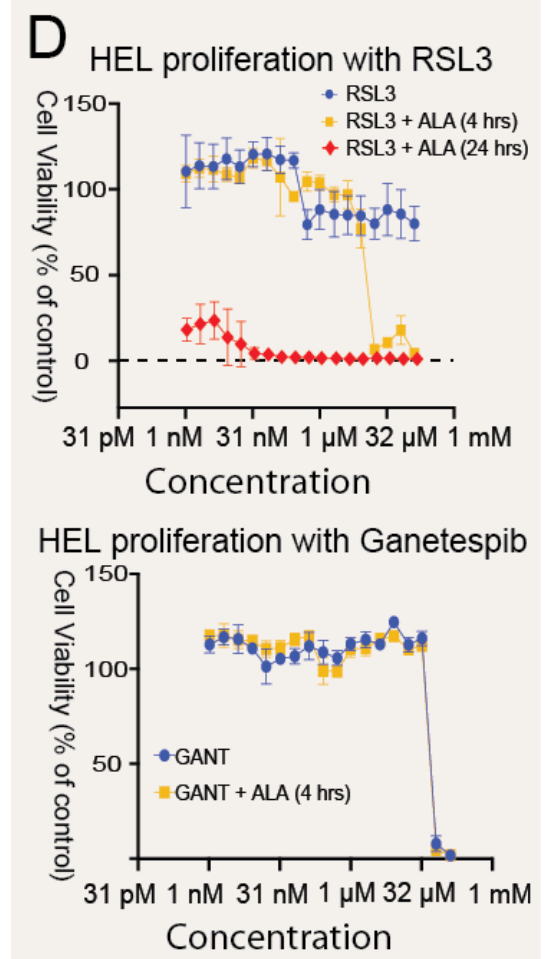 D
HEL proliferation with RSL3
RSL3
RSL3 + ALA (4 hrs)
RSL3 + ALA (24 hrs)
Cell Viability (% of control)
150
100
50
0
31 pM 1 nM 31 nM 1 µM 32 µM 1 mM
Concentration
HEL proliferation with Ganetespib
Cell Viability (% of control)
150
100
50
GANT
GANT + ALA (4 hrs)
31 pM 1 nM 31 nM 1 µM 32 µM 1 mM
Concentration